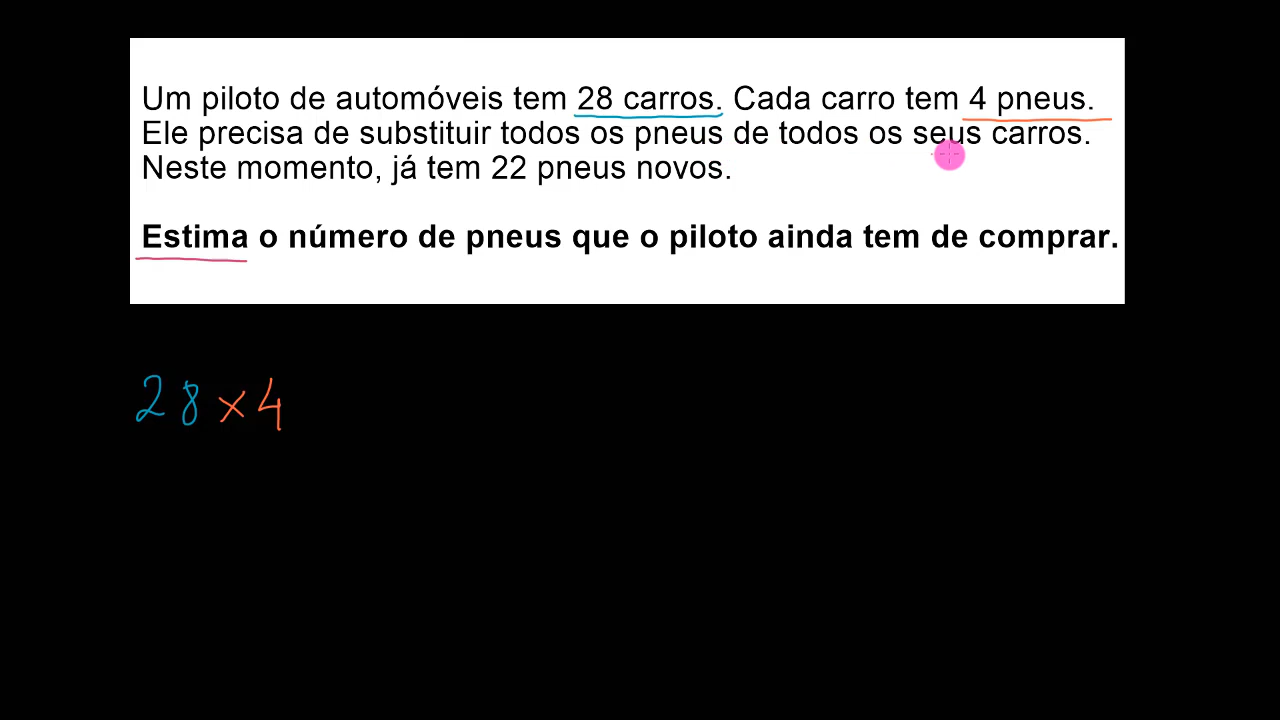 Um piloto de automóveis tem 28 carros. Cada carro tem 4 pneus.
Ele precisa de substituir todos os pneus de todos os seus carros.
Neste momento, já tem 22 pneus novos.
Estima o número de pneus que o piloto ainda tem de comprar.
28 × 4